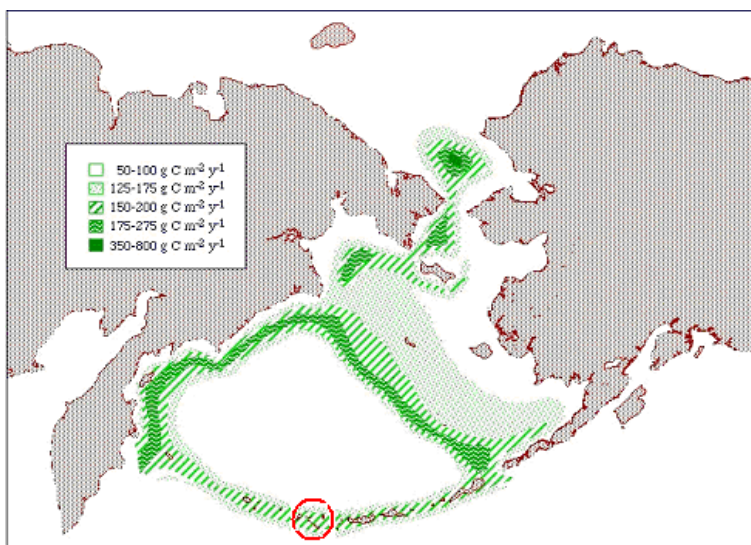 50-100 g C m-2 y-1
125-175 g C m-2 y-1
150-200 g C m-2 y-1
175-275 g C m-2 y-1
350-800 g C m-2 y-1